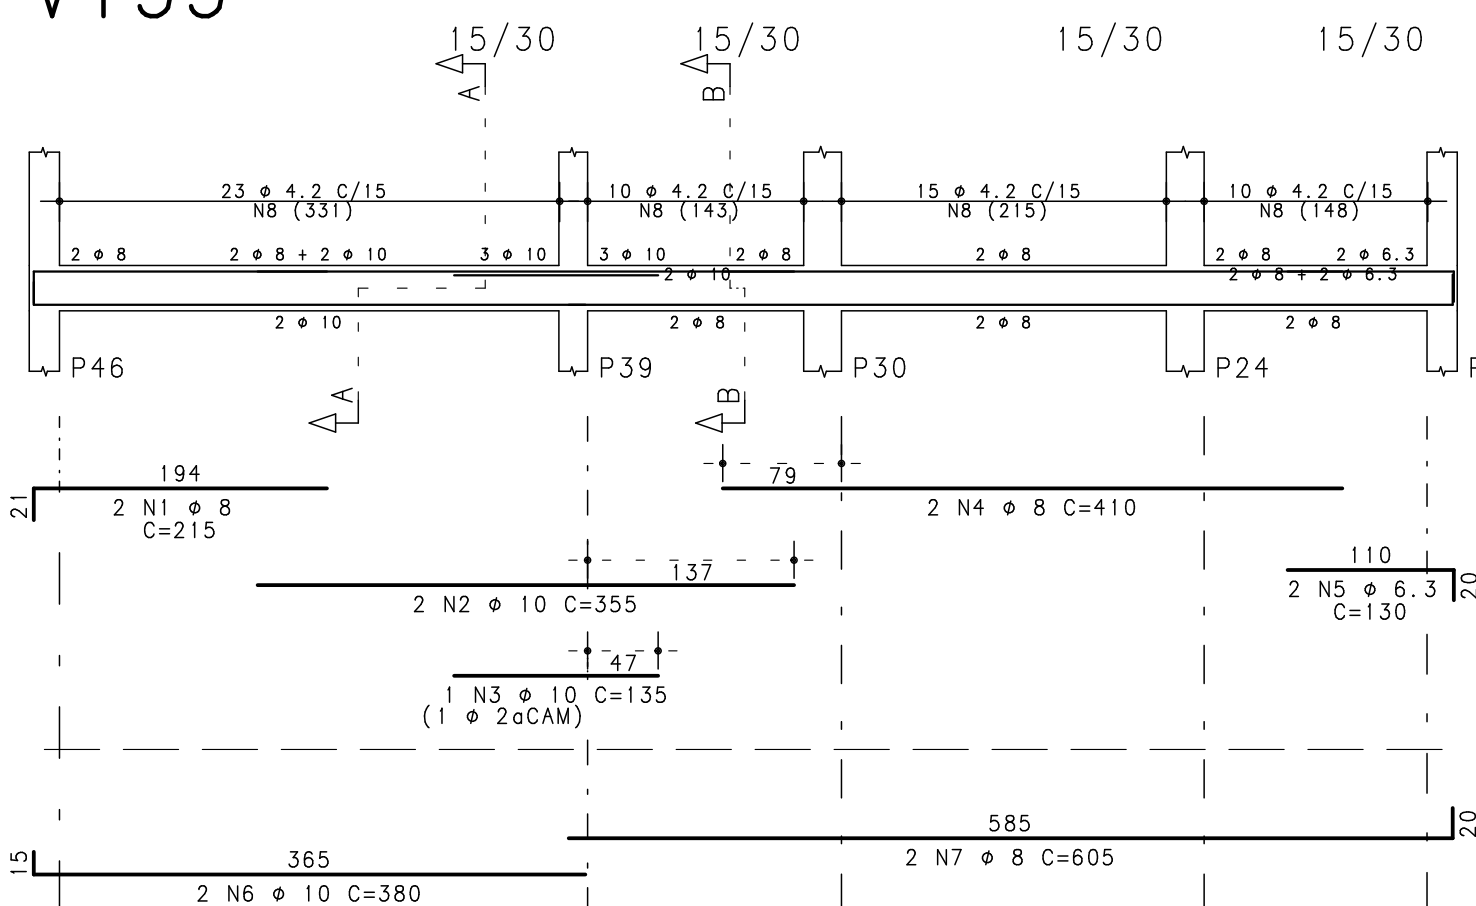 15/30 15/30 15/30 15/30
A B
23 ø 4.2 C/15 10 ø 4.2 C/15 15 ø 4.2 C/15 10 ø 4.2 C/15
N8 (331) N8 (143) N8 (215) N8 (148)
2 ø 8 2 ø 8 + 2 ø 10 3 ø 10 3 ø 10 2 ø 8 2 ø 8 2 ø 8 2 ø 6.3
2 ø 10 2 ø 8 + 2 ø 6.3
2 ø 10 2 ø 8 2 ø 8 2 ø 8
P46 P39 P30 P24
A B
194 79
21
2 N1 ø 8 2 N4 ø 8 C=410
C=215
137 110
2 N2 ø 10 C=355 2 N5 ø 6.3 20
C=130
47
1 N3 ø 10 C=135
(1 ø 2aCAM)
585 20
15 365 2 N7 ø 8 C=605
2 N6 ø 10 C=380